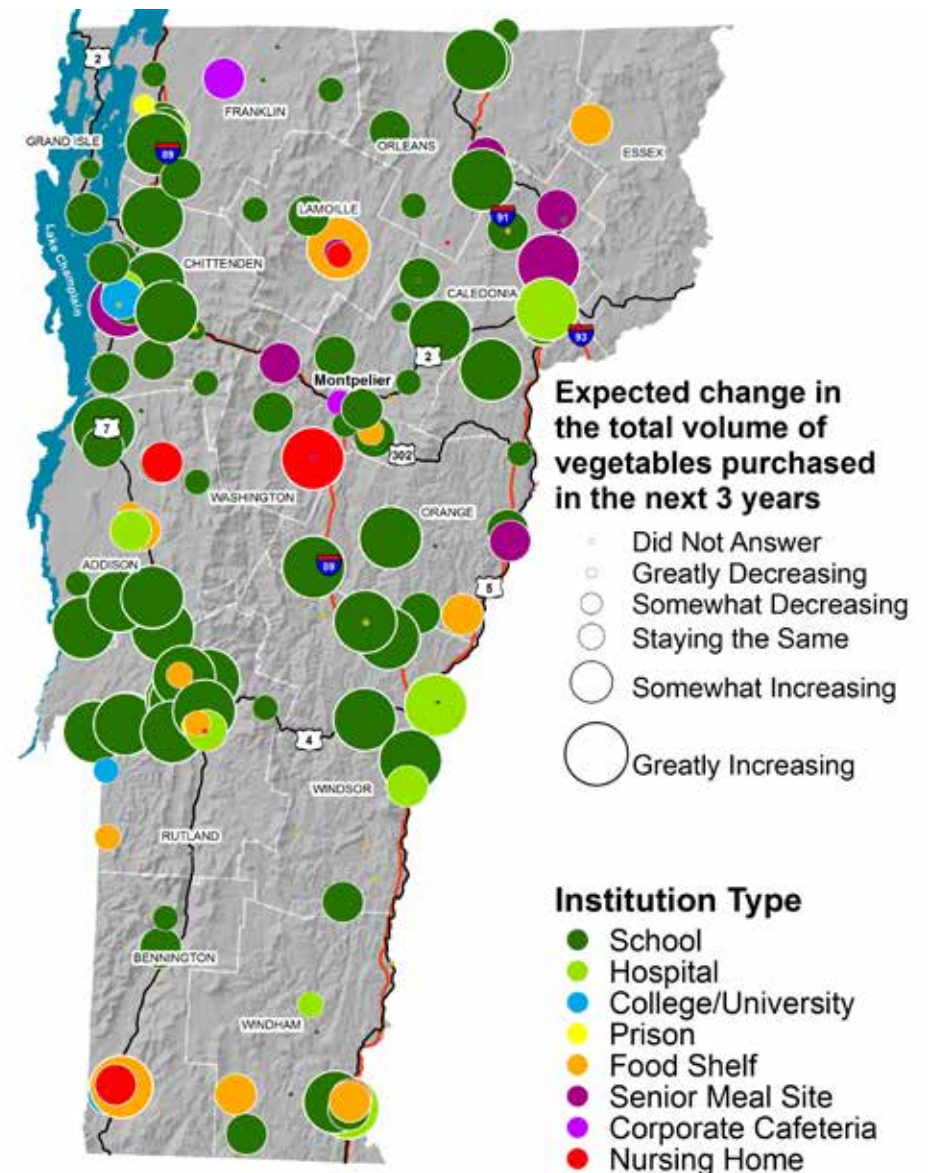 2
FRANKLIN
GRAND ISLE
89
ORLEANS
ESSEX
LAMOILLE
91
Lake Champlain
CHITTENDEN
CALEDONIA
93
2
Montpelier
7
302
WASHINGTON
ORANGE
ADDISON
89
5
4
WINDSOR
RUTLAND
BENNINGTON
WINDHAM
Expected change in
the total volume of
vegetables purchased
in the next 3 years
Did Not Answer
Greatly Decreasing
Somewhat Decreasing
Staying the Same
Somewhat Increasing
Greatly Increasing
Institution Type
School
Hospital
College/University
Prison
Food Shelf
Senior Meal Site
Corporate Cafeteria
Nursing Home